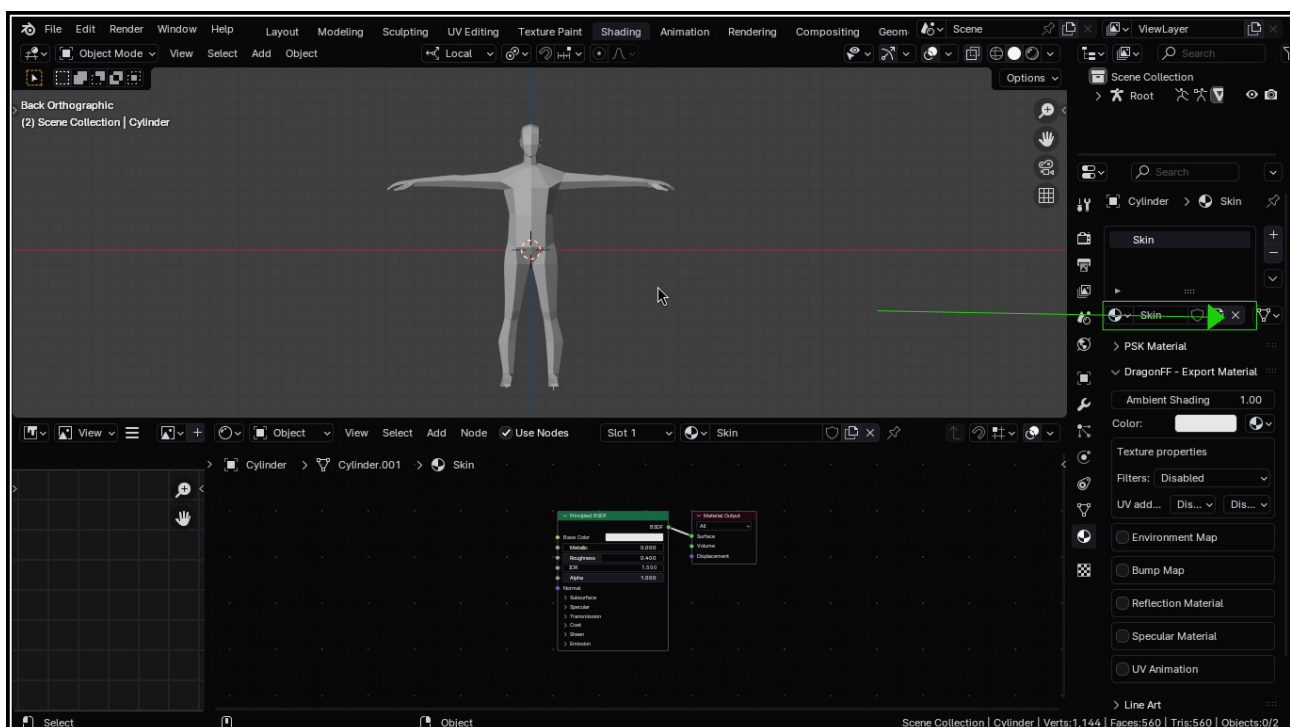 File Edit Render Window Help Layout Modeling Sculpting UV Editing Texture Paint Shading Animation Rendering Compositing Geom Scene ViewLayer
Object Mode View Select Add Object Local Search
Options
Scene Collection
Root
Back Orthographic
(2) Scene Collection | Cylinder
Search
Cylinder > Skin
Skin
Skin
PSK Material
DragonFF - Export Material
Ambient Shading 1.00
Color:
Texture properties
Filters: Disabled
UV add... Dis... Dis...
Environment Map
Bump Map
Reflection Material
Specular Material
UV Animation
Line Art
View Object View Select Add Node Use Nodes Slot 1 Skin
Cylinder > Cylinder.001 > Skin
Principled BSDF
BSDF
Base Color
Metallic 0.000
Roughness 0.400
IOR 1.500
Alpha 1.000
Normal
Subsurface
Specular
Transmission
Coat
Sheen
Emission
Material Output
All
Surface
Volume
Displacement
Select Object Scene Collection | Cylinder | Verts:1,144 | Faces:560 | Tris:560 | Objects:0/2